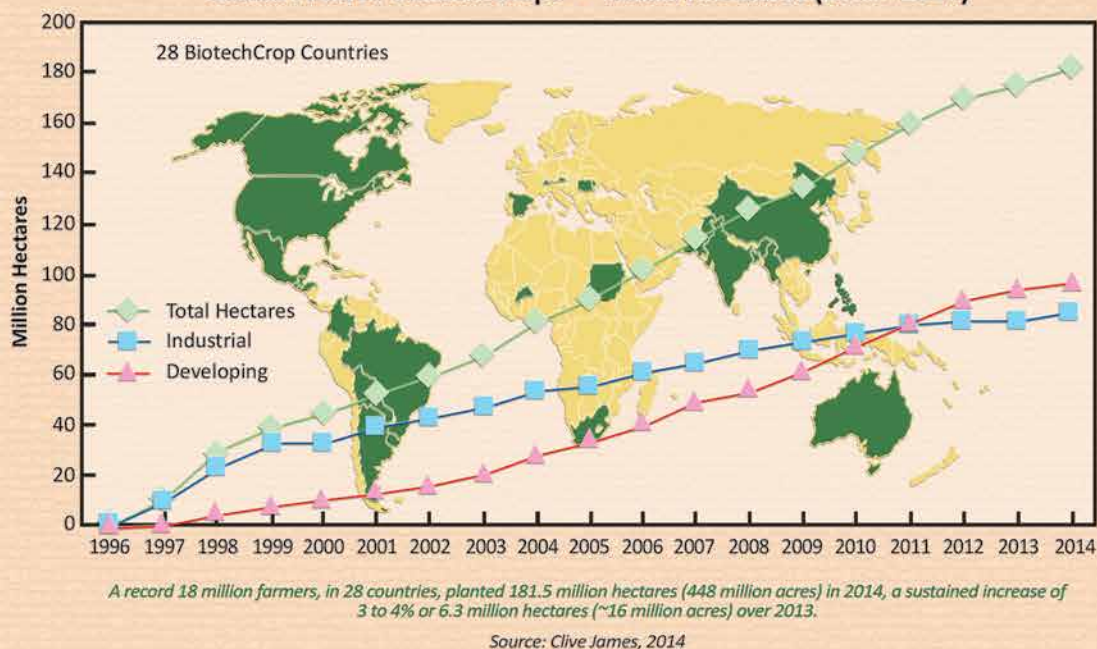 200
28 BiotechCrop Countries
180
160
140
120
100
80
60
40
20
0
Million Hectares
Total Hectares
Industrial
Developing
1996 1997 1998 1999 2000 2001 2002 2003 2004 2005 2006 2007 2008 2009 2010 2011 2012 2013 2014
A record 18 million farmers, in 28 countries, planted 181.5 million hectares (448 million acres) in 2014, a sustained increase of
3 to 4% or 6.3 million hectares (~16 million acres) over 2013.
Source: Clive James, 2014